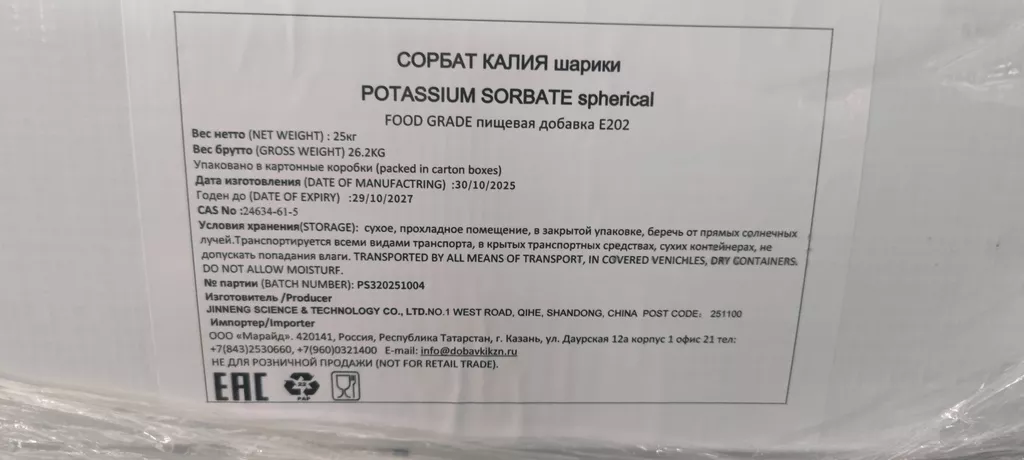 СОРБАТ КАЛИЯ шарики
POTASSIUM SORBATE spherical
FOOD GRADE пищевая добавка Е202
Вес нетто (NET WEIGHT) : 25кг
Вес брутто (GROSS WEIGHT) 26.2KG
Упаковано в картонные коробки (packed in carton boxes)
Дата изготовления (DATE OF MANUFACTRING) :30/10/2025
Годен до (DATE OF EXPIRY) :29/10/2027
CAS No :24634-61-5
Условия хранения(STORAGE): сухое, прохладное помещение, в закрытой упаковке, беречь от прямых солнечных
лучей.Транспортируется всеми видами транспорта, в крытых транспортных средствах, сухих контейнерах, не
допускать попадания влаги. TRANSPORTED BY ALL MEANS OF TRANSPORT, IN COVERED VENICHLES, DRY CONTAINERS.
DO NOT ALLOW MOISTURF.
№ партии (BATCH NUMBER): PS320251004
Изготовитель /Producer
JINNENG SCIENCE & TECHNOLOGY CO., LTD.NO.1 WEST ROAD, QIHE, SHANDONG, CHINA POST CODE: 251100
Импортер/Importer
ООО «Марайд». 420141, Россия, Республика Татарстан, г. Казань, ул. Даурская 12а корпус 1 офис 21 тел:
+7(843)2530660, +7(960)0321400 E-mail: info@dobavkikzn.ru
НЕ ДЛЯ РОЗНИЧНОЙ ПРОДАЖИ (NOT FOR RETAIL TRADE).
EAC PAP